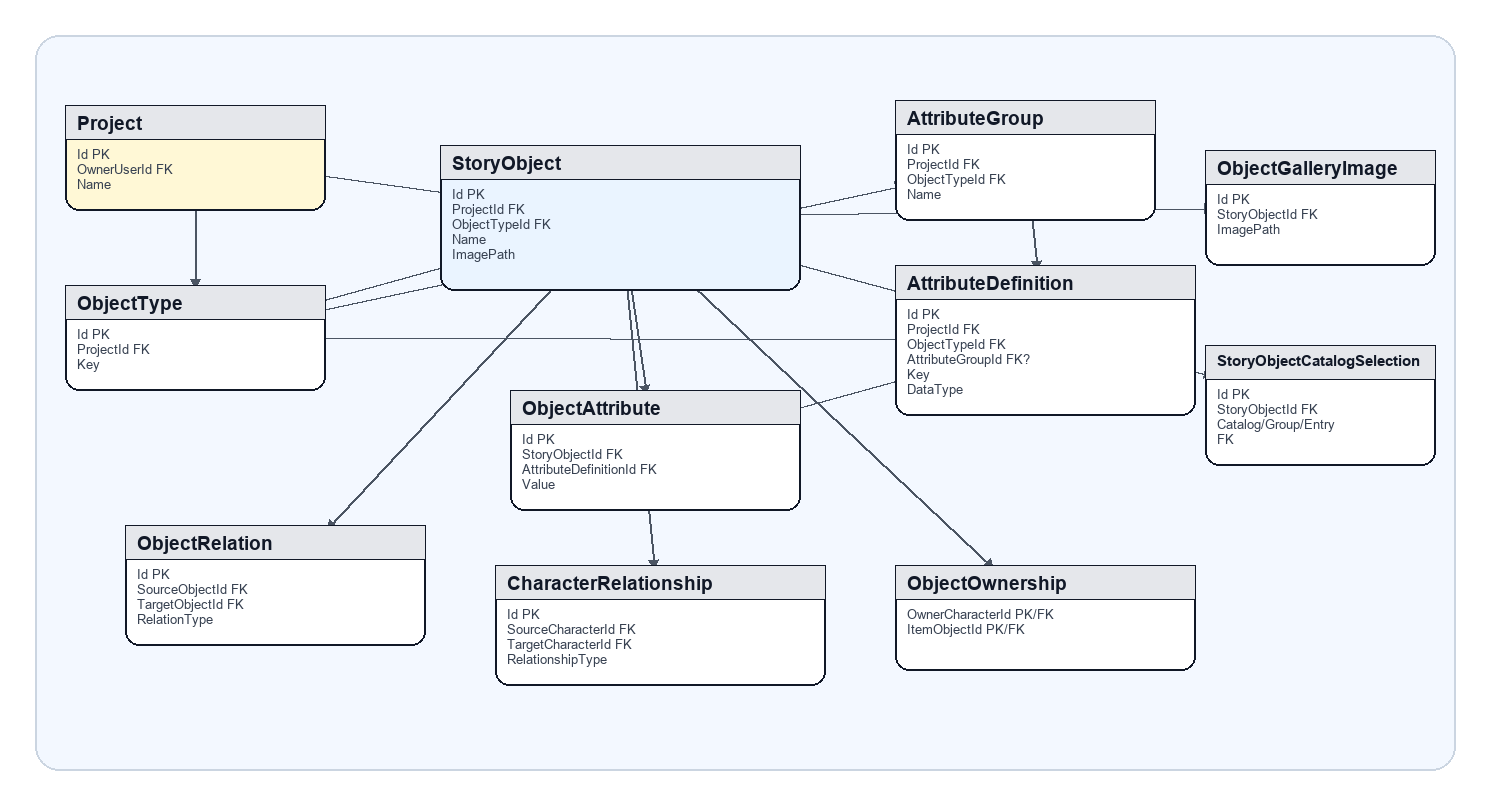 Project
Id PK
OwnerUserId FK
Name
StoryObject
Id PK
ProjectId FK
ObjectTypeId FK
Name
ImagePath
AttributeGroup
Id PK
ProjectId FK
ObjectTypeId FK
Name
ObjectGalleryImage
Id PK
StoryObjectId FK
ImagePath
ObjectType
Id PK
ProjectId FK
Key
AttributeDefinition
Id PK
ProjectId FK
ObjectTypeId FK
AttributeGroupId FK?
Key
DataType
StoryObjectCatalogSelection
Id PK
StoryObjectId FK
Catalog/Group/Entry
FK
ObjectAttribute
Id PK
StoryObjectId FK
AttributeDefinitionId FK
Value
ObjectRelation
Id PK
SourceObjectId FK
TargetObjectId FK
RelationType
CharacterRelationship
Id PK
SourceCharacterId FK
TargetCharacterId FK
RelationshipType
ObjectOwnership
OwnerCharacterId PK/FK
ItemObjectId PK/FK